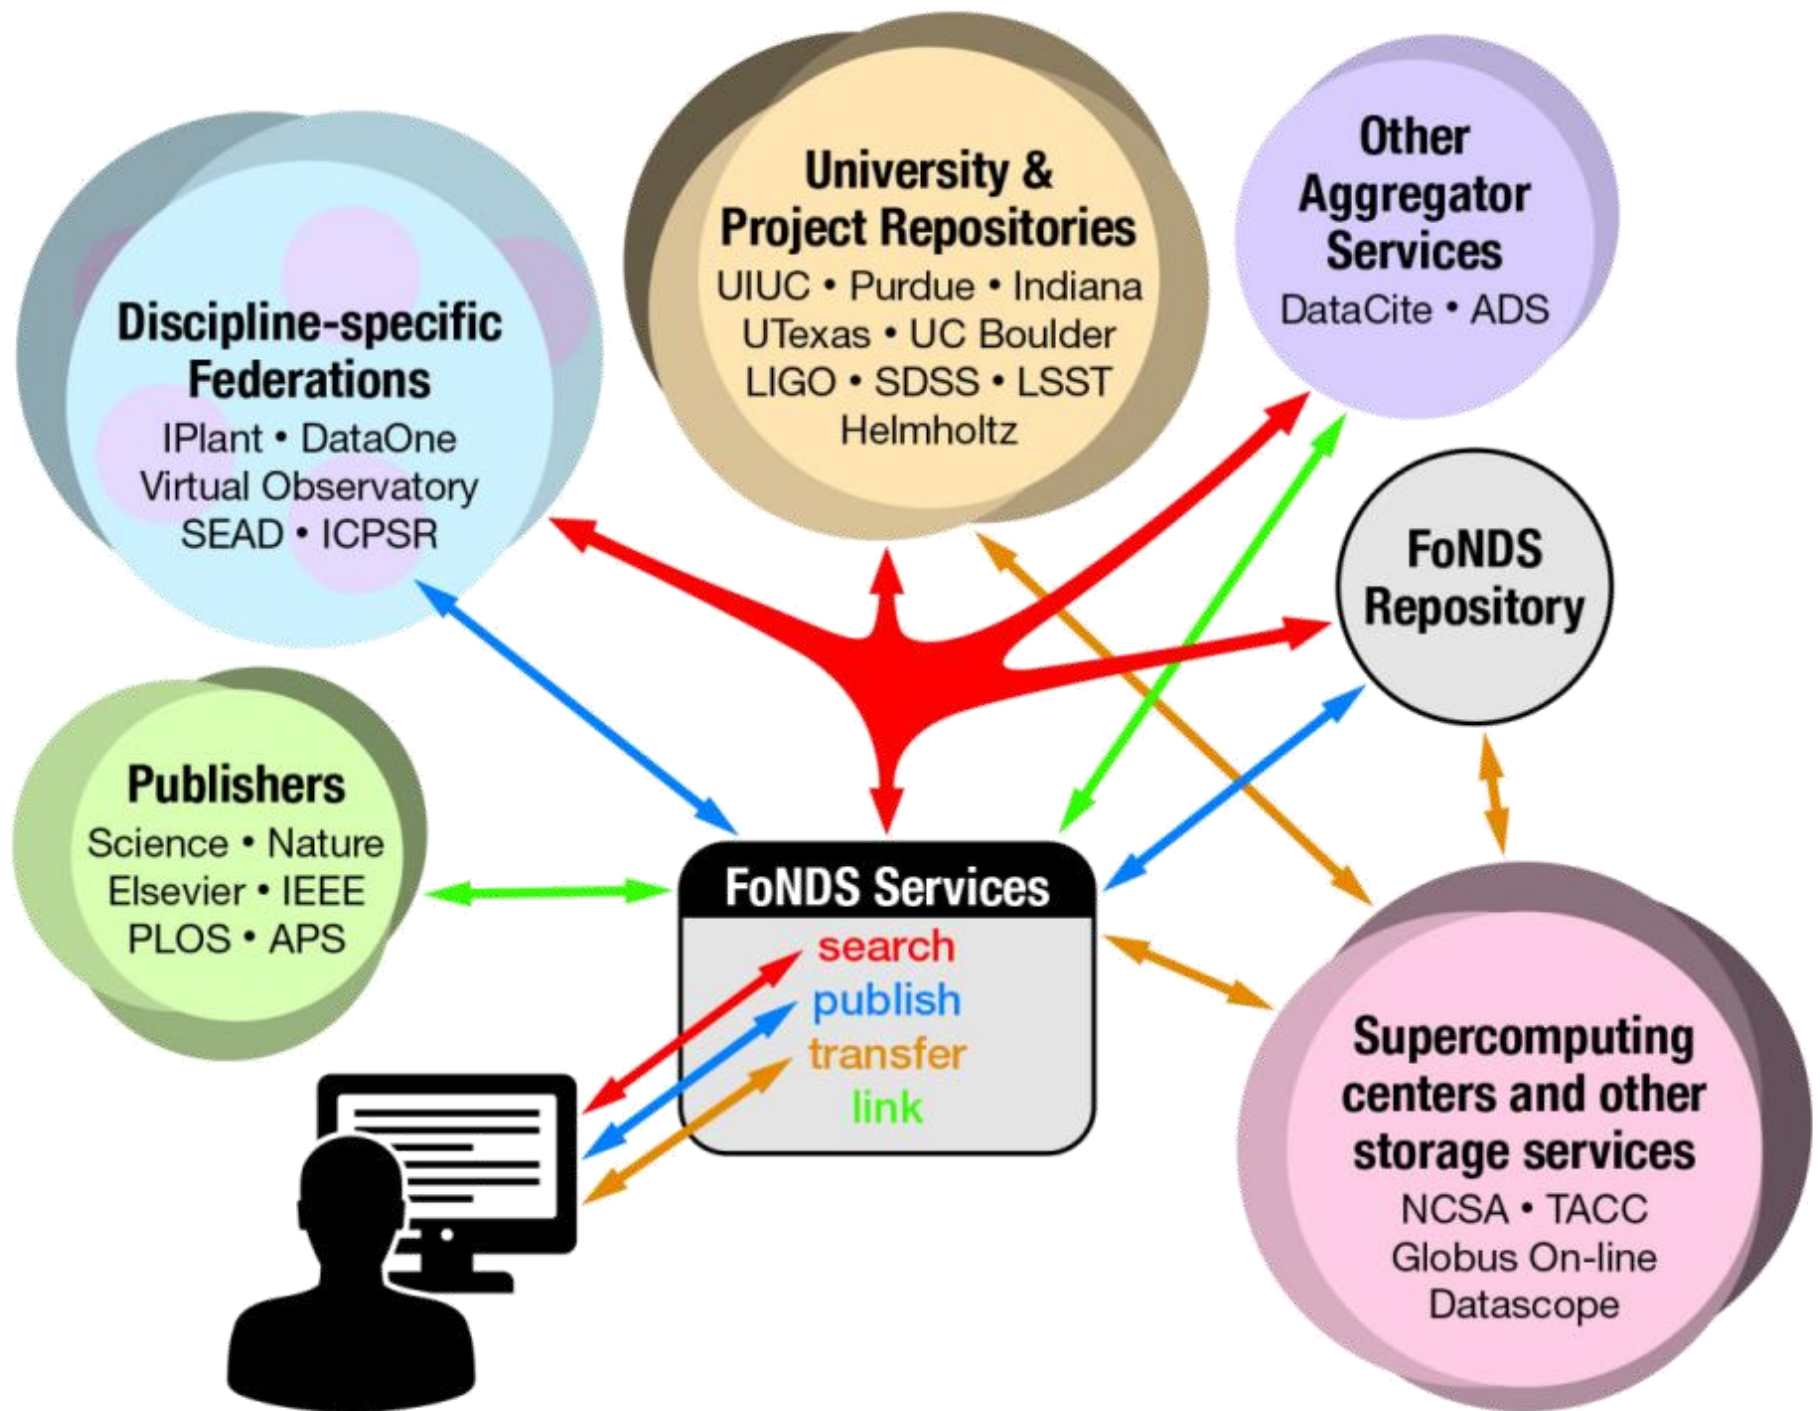 Discipline-specific
Federations
IPlant • DataOne
Virtual Observatory
SEAD • ICPSR
University &
Project Repositories
UIUC • Purdue • Indiana
UTexas • UC Boulder
LIGO • SDSS • LSST
Helmholtz
Other
Aggregator
Services
DataCite • ADS
FoNDS
Repository
Publishers
Science • Nature
Elsevier • IEEE
PLOS • APS
FoNDS Services
search
publish
transfer
link
Supercomputing
centers and other
storage services
NCSA • TACC
Globus On-line
Datascope